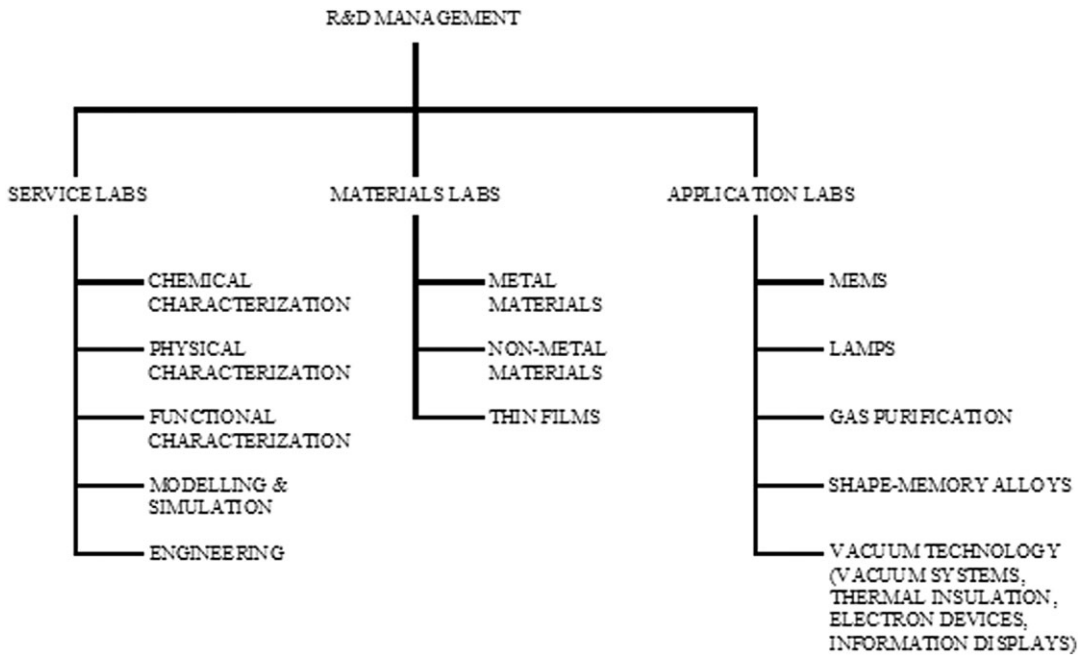 R&D MANAGEMENT
SERVICE LABS
MATERIALS LABS
APPLICATION LABS
CHEMICAL
CHARACTERIZATION
PHYSICAL
CHARACTERIZATION
FUNCTIONAL
CHARACTERIZATION
MODELLING &
SIMULATION
ENGINEERING
METAL
MATERIALS
NON-METAL
MATERIALS
THIN FILMS
MEMS
LAMPS
GAS PURIFICATION
SHAPE-MEMORY ALLOYS
VACUUM TECHNOLOGY
(VACUUM SYSTEMS,
THERMAL INSULATION,
ELECTRON DEVICES,
INFORMATION DISPLAYS)